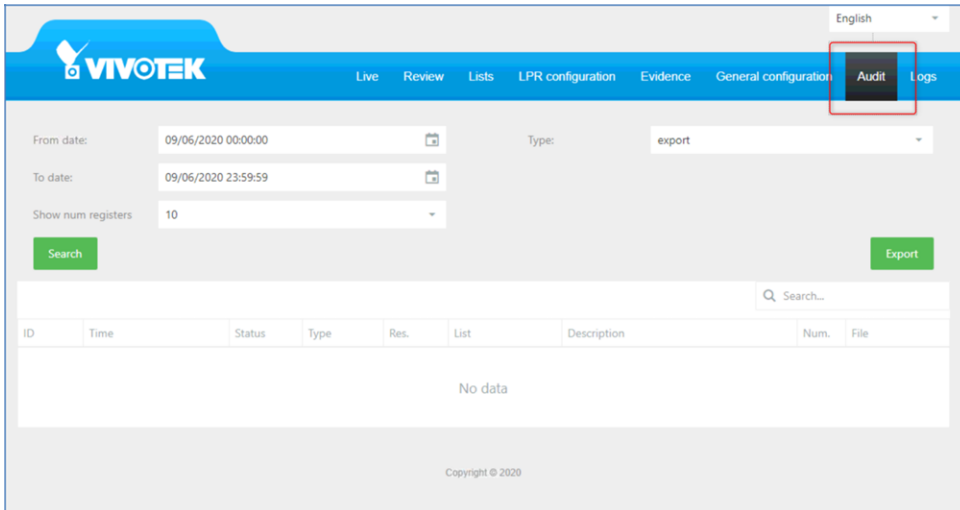 English
VIVOTEK
Live Review Lists LPR configuration Evidence General configuration Audit Logs
From date: 09/06/2020 00:00:00 Type: export
To date: 09/06/2020 23:59:59
Show num registers 10
Search Export
Search...
ID Time Status Type Res. List Description Num. File
No data
Copyright © 2020